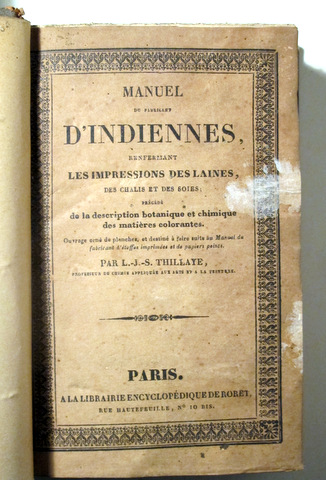 MANUEL
DU FABRICANT
D'INDIENNES,
RENFERMANT
LES IMPRESSIONS DES LAINES,
DES CHALIS ET DES SOIES;
PRÉCÉDÉ
de la description botanique et chimique
des matières colorantes.
Ouvrage orné de planches, et destiné à faire suite au Manuel du
fabricant d'étoffes imprimées et de papiers peints.
PAR L.-J.-S. THILLAYE,
PROFESSEUR DE CHIMIE APPLIQUÉE AUX ARTS ET A LA TEINTURE.
PARIS.
A LA LIBRAIRIE ENCYCLOPÉDIQUE DE RORET,
RUE HAUTEFEUILLE, N° 10 BIS.